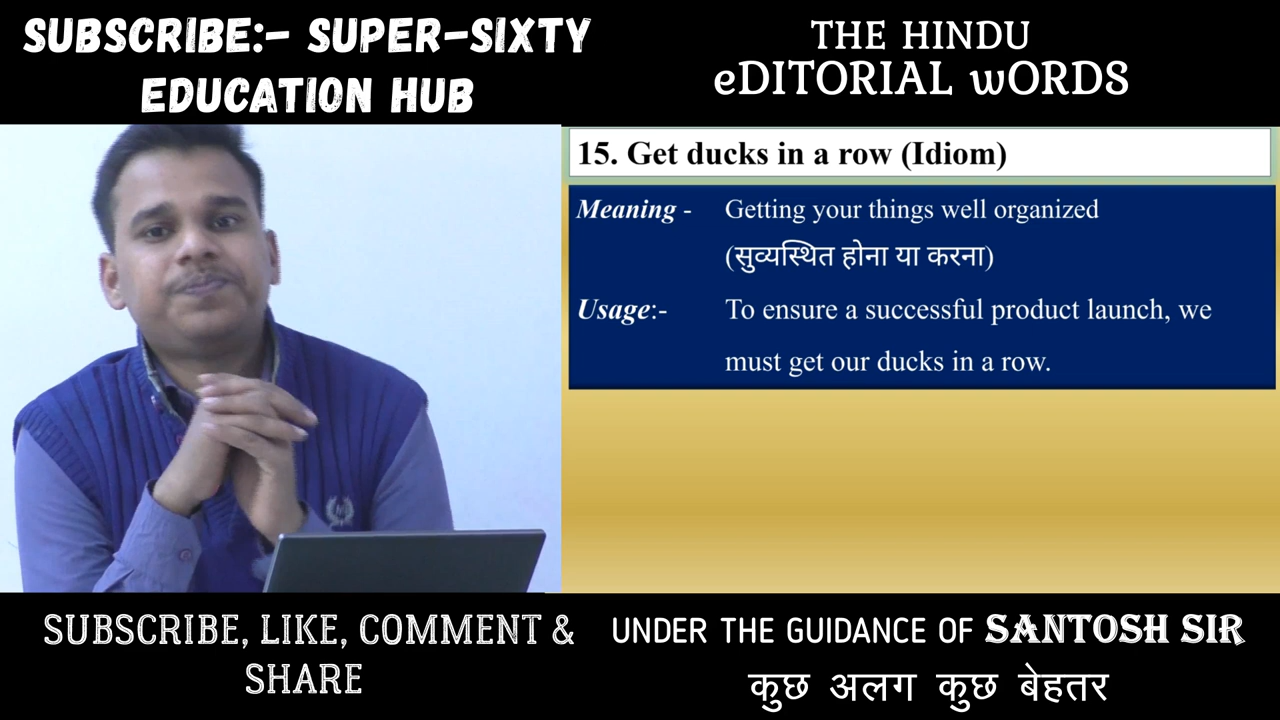 SUBSCRIBE:- SUPER-SIXTY
EDUCATION HUB
THE HINDU
eDITORIAL wORDS
15. Get ducks in a row (Idiom)
Meaning - Getting your things well organized
(सुव्यस्थित होना या करना)
Usage:- To ensure a successful product launch, we
must get our ducks in a row.
SUBSCRIBE, LIKE, COMMENT &
SHARE
UNDER THE GUIDANCE OF SANTOSH SIR
कुछ अलग कुछ बेहतर